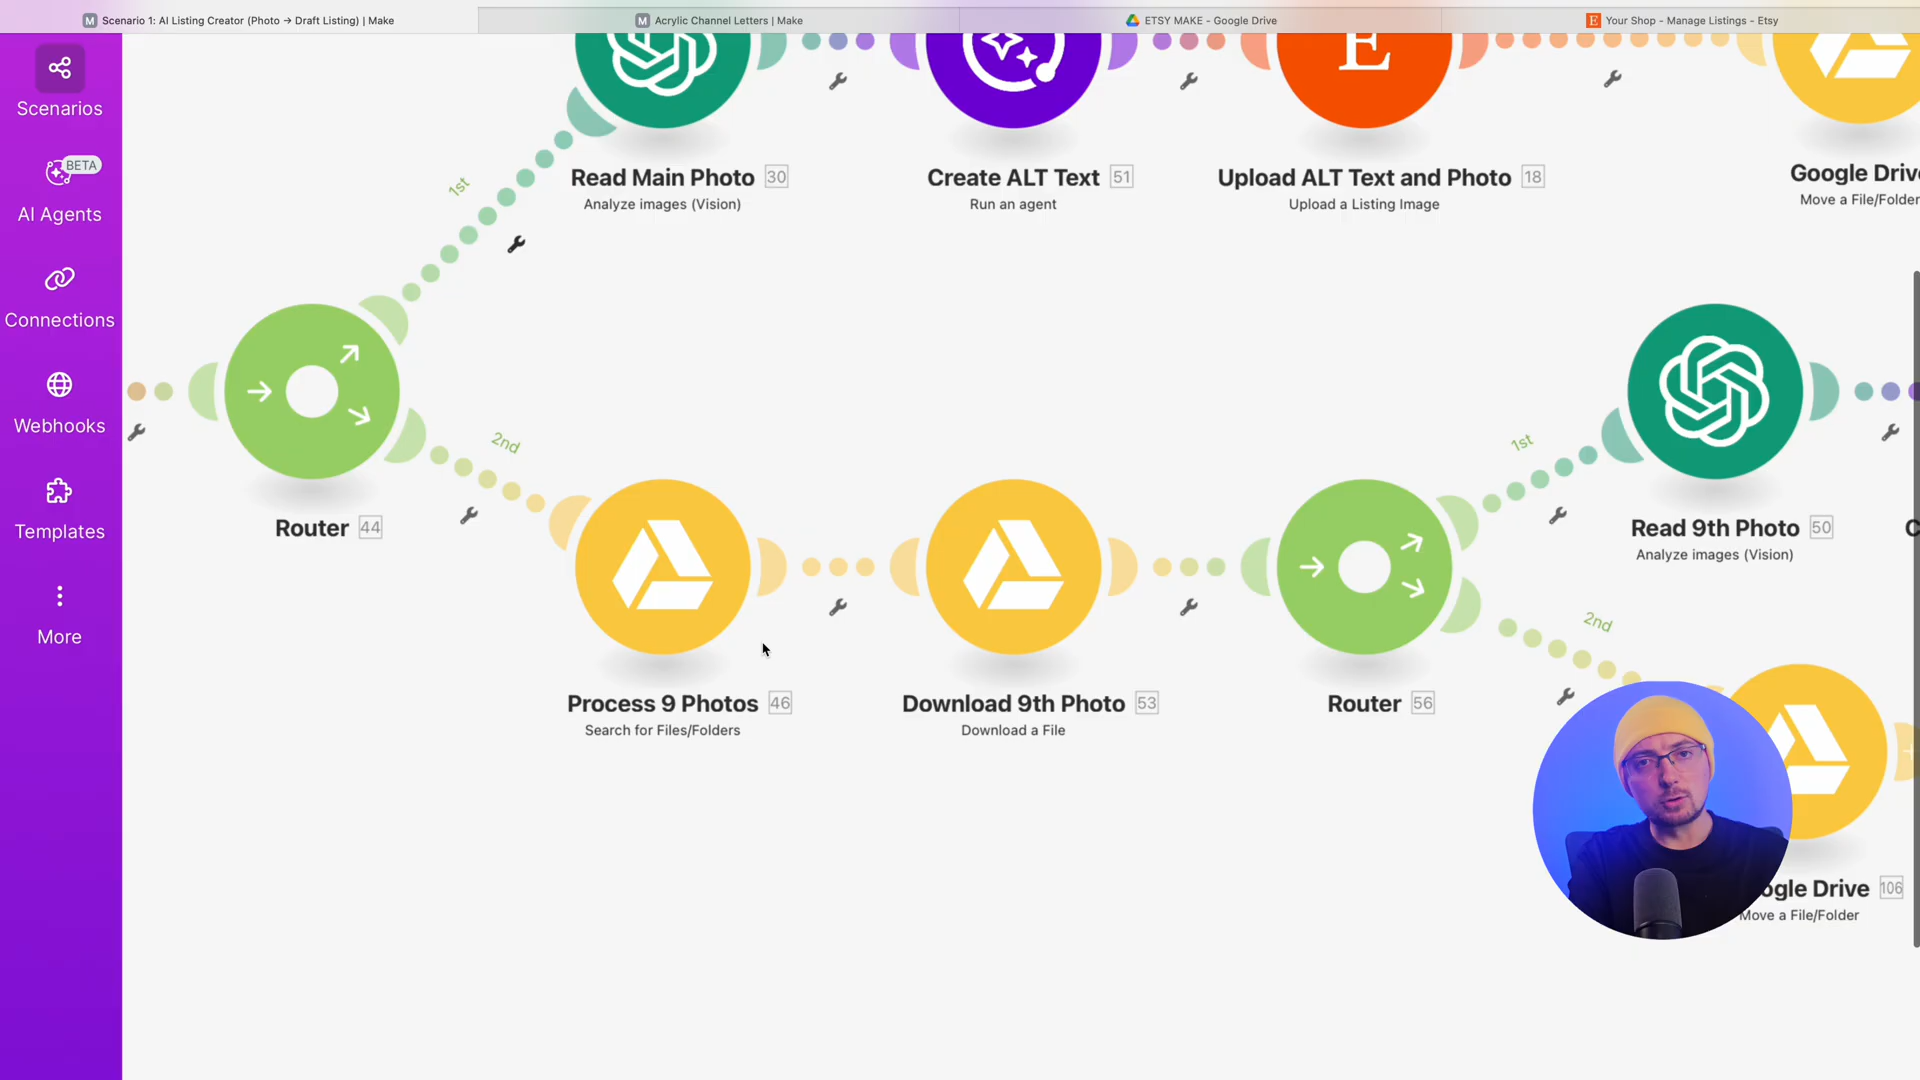 Scenario 1: AI Listing Creator (Photo → Draft Listing) | Make
Acrylic Channel Letters | Make
ETSY MAKE - Google Drive
Your Shop - Manage Listings - Etsy
Scenarios
BETA
AI Agents
Connections
Webhooks
Templates
More
E
Read Main Photo 30
Analyze images (Vision)
Create ALT Text 51
Run an agent
Upload ALT Text and Photo 18
Upload a Listing Image
Google Driv
Move a File/Folder
1st
2nd
Router 44
Process 9 Photos 46
Search for Files/Folders
Download 9th Photo 53
Download a File
Router 56
1st
2nd
Read 9th Photo 50
Analyze images (Vision)
C
ogle Drive 106
Move a File/Folder